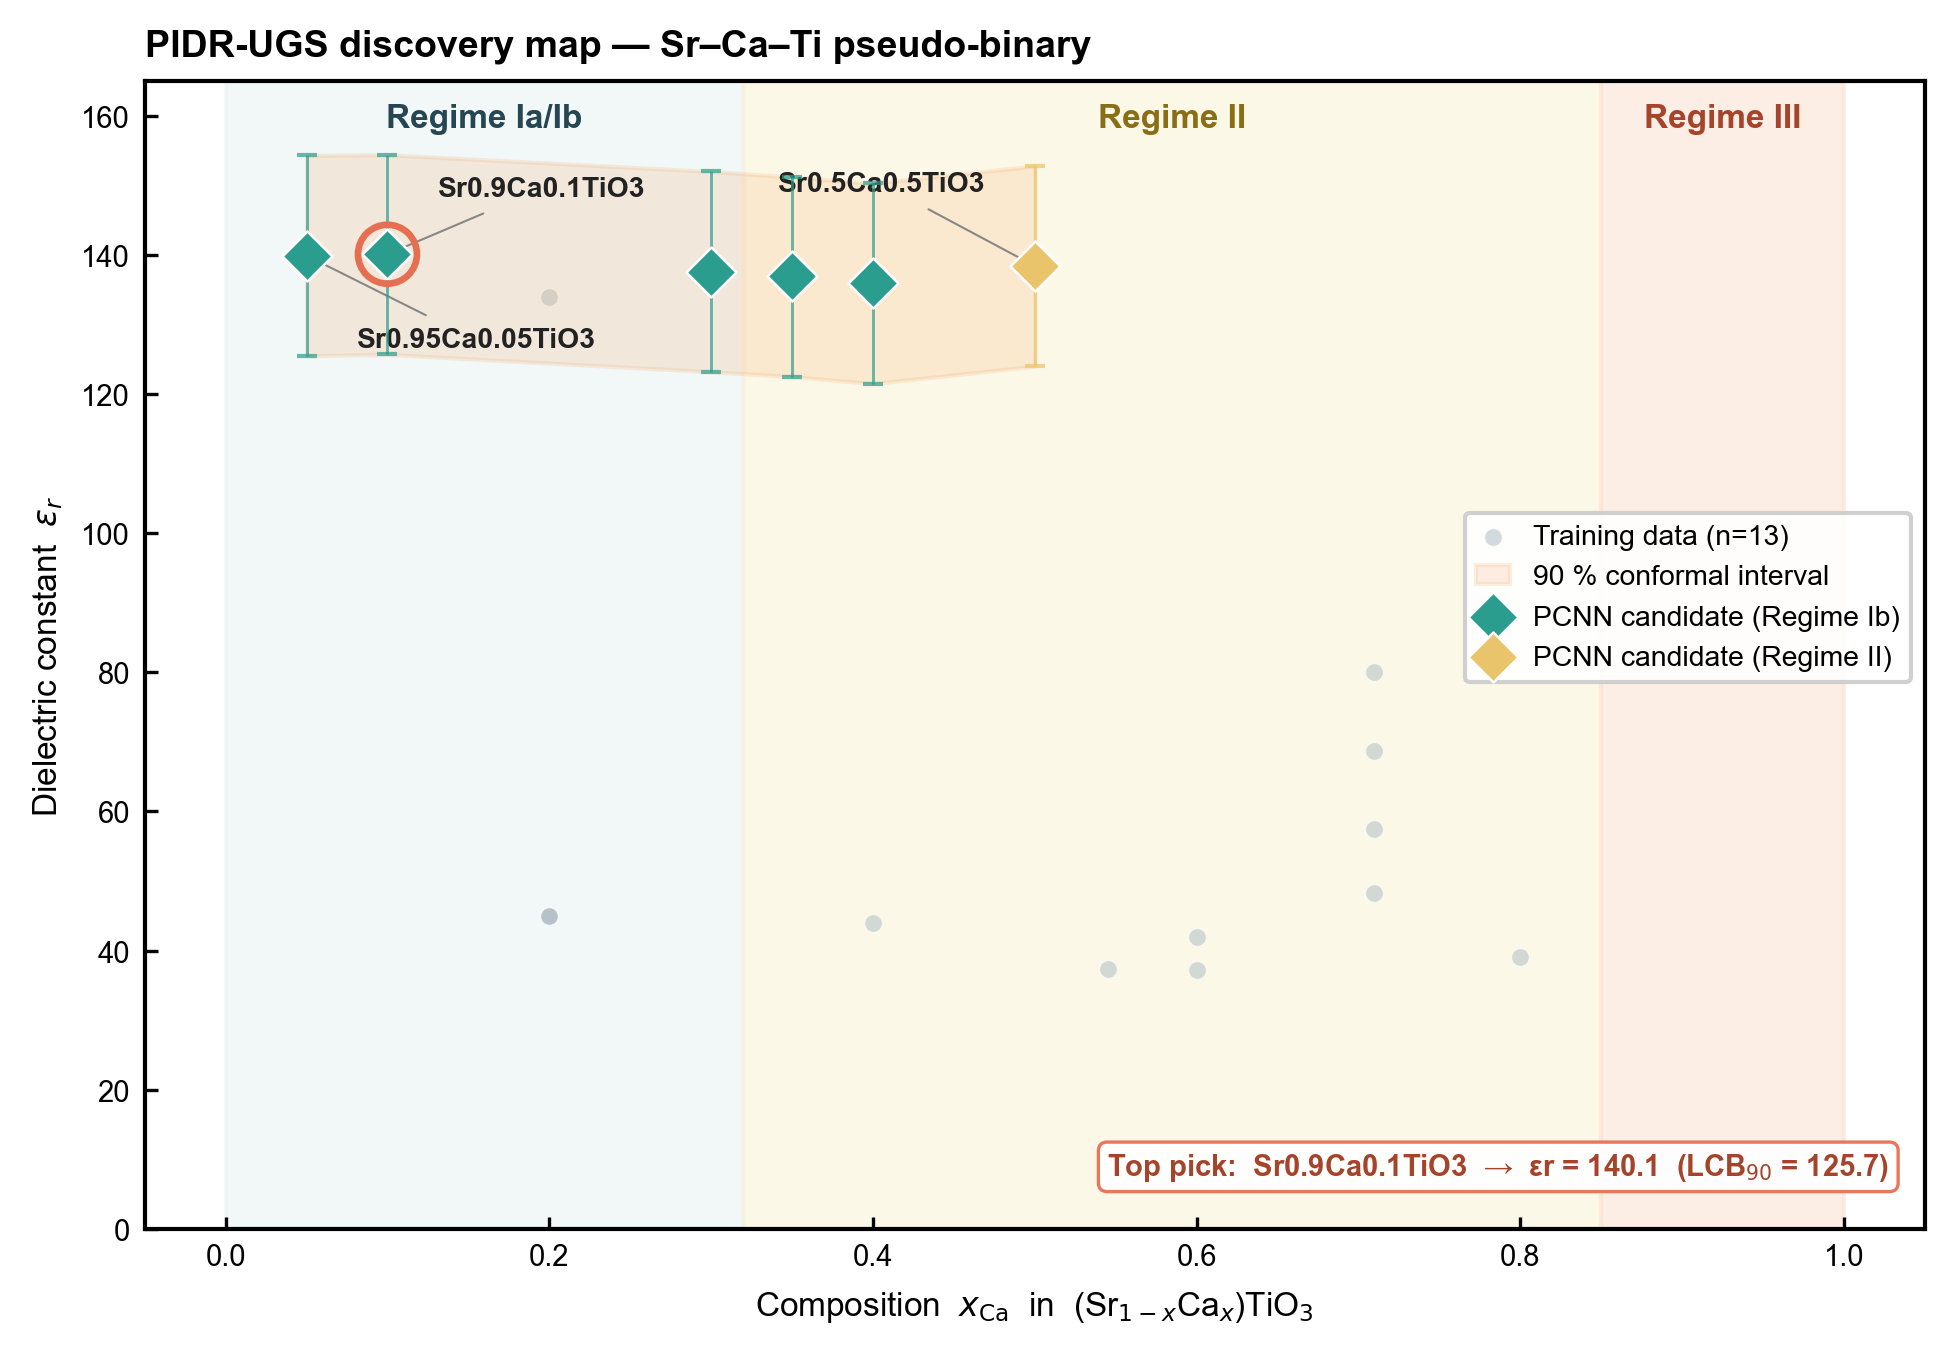 PIDR-UGS discovery map — Sr–Ca–Ti pseudo-binary
Regime Ia/Ib
Regime II
Regime III
Sr0.9Ca0.1TiO3
Sr0.5Ca0.5TiO3
Sr0.95Ca0.05TiO3
Training data (n=13)
90 % conformal interval
PCNN candidate (Regime Ib)
PCNN candidate (Regime II)
Top pick: Sr0.9Ca0.1TiO3 → εr = 140.1 (LCB₉₀ = 125.7)
Dielectric constant εᵣ
160
140
120
100
80
60
40
20
0
0.0
0.2
0.4
0.6
0.8
1.0
Composition x_Ca in (Sr₁₋ₓCaₓ)TiO₃